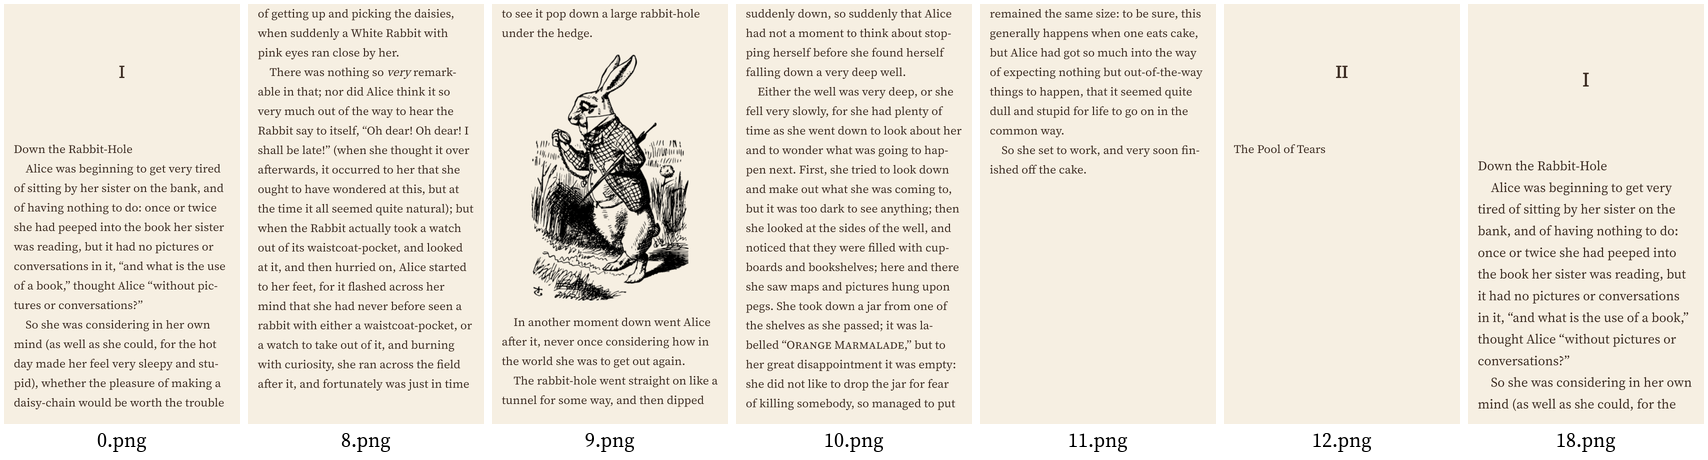 I
Down the Rabbit-Hole
Alice was beginning to get very tired
of sitting by her sister on the bank, and
of having nothing to do: once or twice
she had peeped into the book her sister
was reading, but it had no pictures or
conversations in it, “and what is the use
of a book,” thought Alice “without pic-
tures or conversations?”
So she was considering in her own
mind (as well as she could, for the hot
day made her feel very sleepy and stu-
pid), whether the pleasure of making a
daisy-chain would be worth the trouble
0.png
of getting up and picking the daisies,
when suddenly a White Rabbit with
pink eyes ran close by her.
There was nothing so very remark-
able in that; nor did Alice think it so
very much out of the way to hear the
Rabbit say to itself, “Oh dear! Oh dear! I
shall be late!” (when she thought it over
afterwards, it occurred to her that she
ought to have wondered at this, but at
the time it all seemed quite natural); but
when the Rabbit actually took a watch
out of its waistcoat-pocket, and looked
at it, and then hurried on, Alice started
to her feet, for it flashed across her
mind that she had never before seen a
rabbit with either a waistcoat-pocket, or
a watch to take out of it, and burning
with curiosity, she ran across the field
after it, and fortunately was just in time
8.png
to see it pop down a large rabbit-hole
under the hedge.
In another moment down went Alice
after it, never once considering how in
the world she was to get out again.
The rabbit-hole went straight on like a
tunnel for some way, and then dipped
9.png
suddenly down, so suddenly that Alice
had not a moment to think about stop-
ping herself before she found herself
falling down a very deep well.
Either the well was very deep, or she
fell very slowly, for she had plenty of
time as she went down to look about her
and to wonder what was going to hap-
pen next. First, she tried to look down
and make out what she was coming to,
but it was too dark to see anything; then
she looked at the sides of the well, and
noticed that they were filled with cup-
boards and bookshelves; here and there
she saw maps and pictures hung upon
pegs. She took down a jar from one of
the shelves as she passed; it was la-
belled “ORANGE MARMALADE,” but to
her great disappointment it was empty:
she did not like to drop the jar for fear
of killing somebody, so managed to put
10.png
remained the same size: to be sure, this
generally happens when one eats cake,
but Alice had got so much into the way
of expecting nothing but out-of-the-way
things to happen, that it seemed quite
dull and stupid for life to go on in the
common way.
So she set to work, and very soon fin-
ished off the cake.
11.png
II
The Pool of Tears
12.png
I
Down the Rabbit-Hole
Alice was beginning to get very
tired of sitting by her sister on the
bank, and of having nothing to do:
once or twice she had peeped into
the book her sister was reading, but
it had no pictures or conversations
in it, “and what is the use of a book,”
thought Alice “without pictures or
conversations?”
So she was considering in her own
mind (as well as she could, for the
18.png